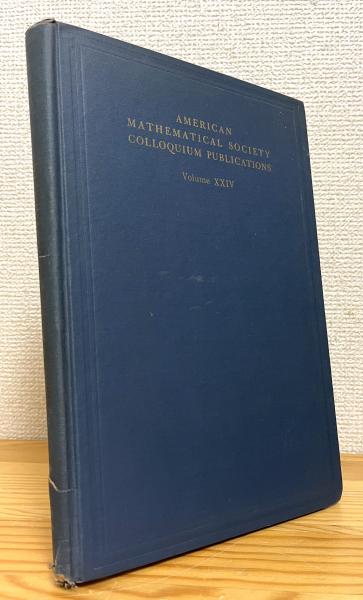 AMERICAN
MATHEMATICAL SOCIETY
COLLOQUIUM PUBLICATIONS
Volume XXIV